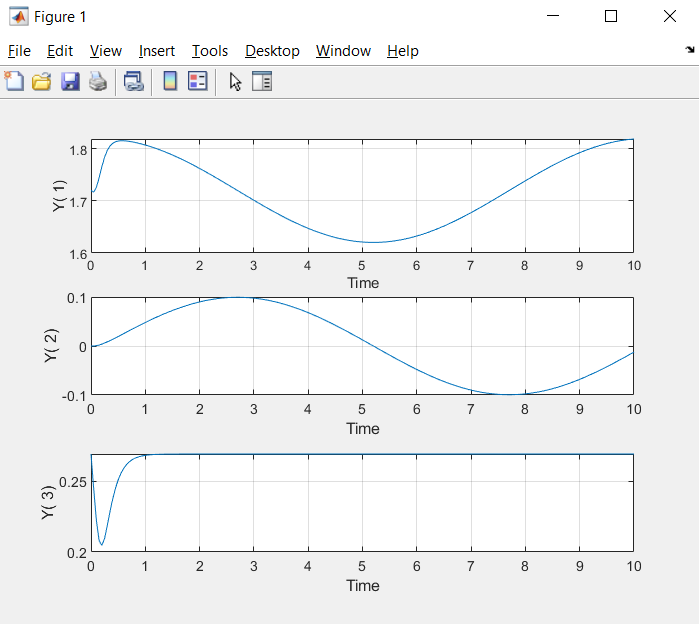 Figure 1
File Edit View Insert Tools Desktop Window Help
1.8
1.7
1.6
Y( 1)
0 1 2 3 4 5 6 7 8 9 10
Time
0.1
0
-0.1
Y( 2)
0 1 2 3 4 5 6 7 8 9 10
Time
0.25
0.2
Y( 3)
0 1 2 3 4 5 6 7 8 9 10
Time